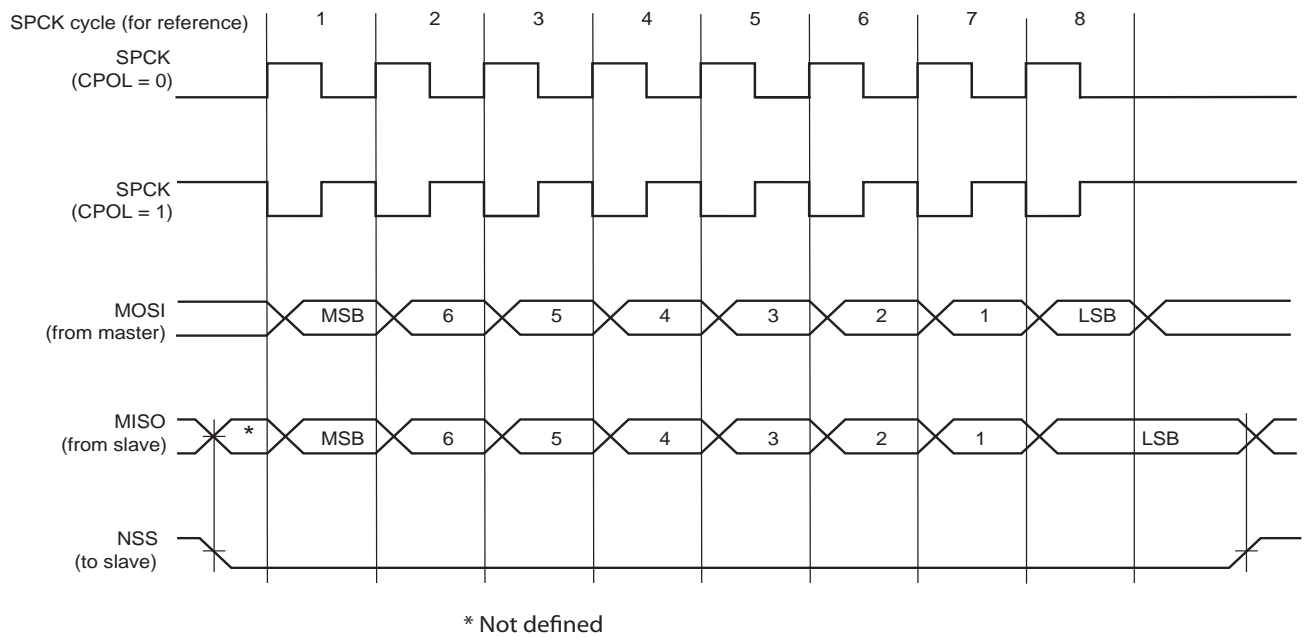 SPCK cycle (for reference) 1 2 3 4 5 6 7 8
SPCK
(CPOL = 0)
SPCK
(CPOL = 1)
MOSI
(from master)
MSB 6 5 4 3 2 1 LSB
MISO
(from slave)
* MSB 6 5 4 3 2 1 LSB
NSS
(to slave)
* Not defined